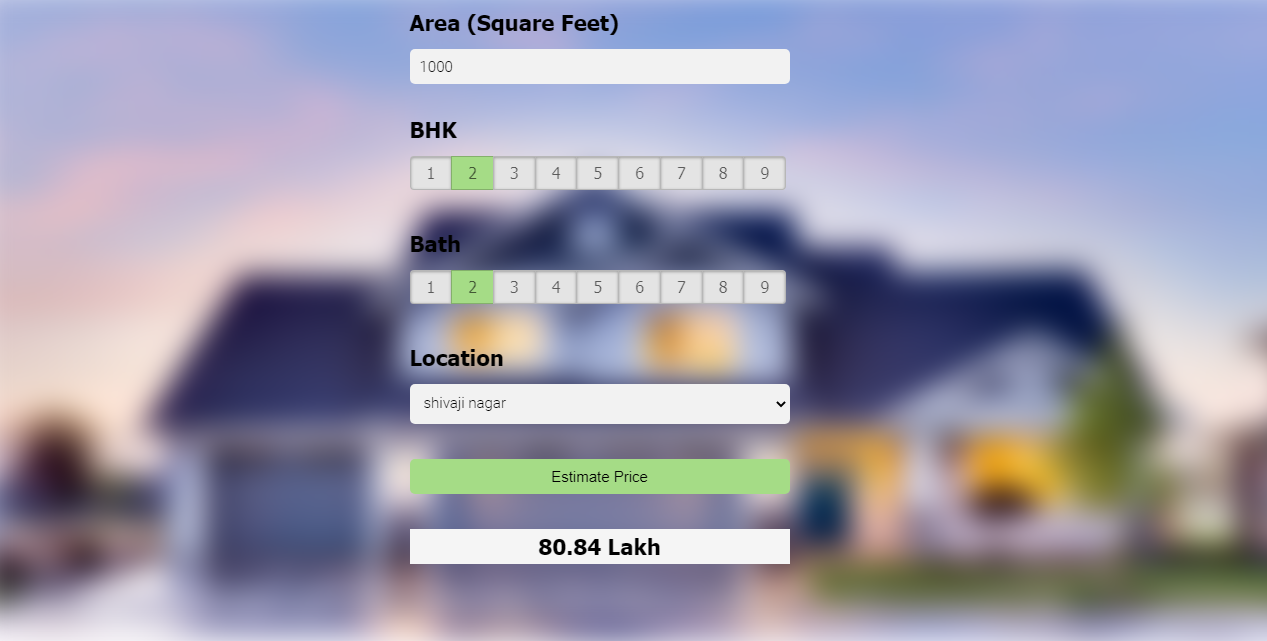 Area (Square Feet)
1000
BHK
1 2 3 4 5 6 7 8 9
Bath
1 2 3 4 5 6 7 8 9
Location
shivaji nagar
Estimate Price
80.84 Lakh